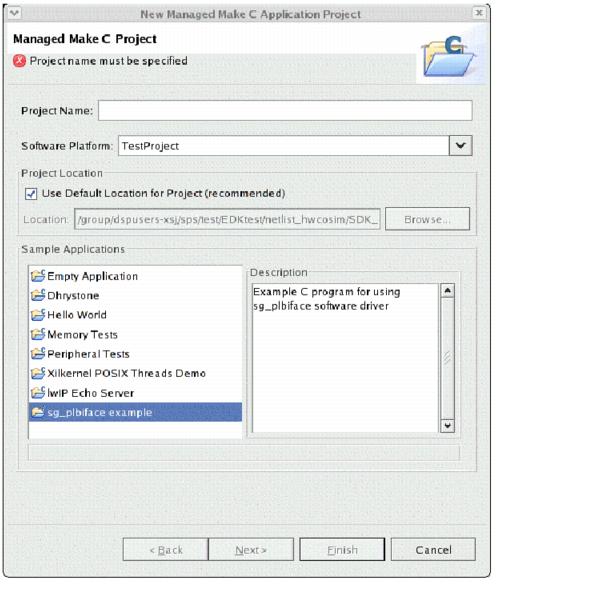 New Managed Make C Application Project
Managed Make C Project
Project name must be specified
C
Project Name:
Software Platform: TestProject
Project Location
Use Default Location for Project (recommended)
Location: /group/dspusers-xsj/sps/test/EDKtest/netlist_hwcosim/SDK_ Browse...
Sample Applications
Empty Application
Dhrystone
Hello World
Memory Tests
Peripheral Tests
Xilkernel POSIX Threads Demo
lwIP Echo Server
sg_plbiface example
Description
Example C program for using
sg_plbiface software driver
< Back Next > Finish Cancel